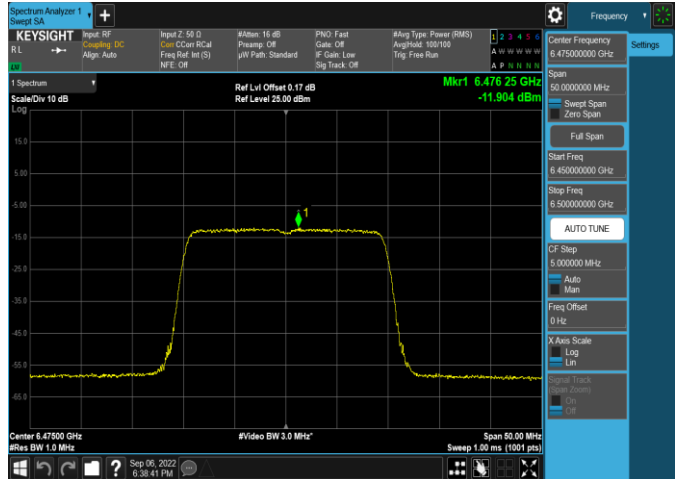 Spectrum Analyzer 1
Swept SA
Frequency
KEYSIGHT
RL
Input: RF
Coupling: DC
Align: Auto
Input Z: 50 Ω
Corr CCorr RCal
Freq Ref: Int (S)
NFE: Off
#Atten: 16 dB
Preamp: Off
µW Path: Standard
PNO: Fast
Gate: Off
IF Gain: Low
Sig Track: Off
#Avg Type: Power (RMS)
Avg|Hold: 100/100
Trig: Free Run
1 2 3 4 5 6
A W W W W W
A P N N N N
1 Spectrum
Scale/Div 10 dB
Log
Ref Lvl Offset 0.17 dB
Ref Level 25.00 dBm
Mkr1 6.476 25 GHz
-11.904 dBm
15.0
5.00
-5.00
-15.0
-25.0
-35.0
-45.0
-55.0
-65.0
1
Center 6.47500 GHz
#Res BW 1.0 MHz
#Video BW 3.0 MHz*
Span 50.00 MHz
Sweep 1.00 ms (1001 pts)
Sep 06, 2022
6:38:41 PM
Center Frequency
6.475000000 GHz
Settings
Span
50.0000000 MHz
Swept Span
Zero Span
Full Span
Start Freq
6.450000000 GHz
Stop Freq
6.500000000 GHz
AUTO TUNE
CF Step
5.000000 MHz
Auto
Man
Freq Offset
0 Hz
X Axis Scale
Log
Lin
Signal Track
(Span Zoom)
On
Off